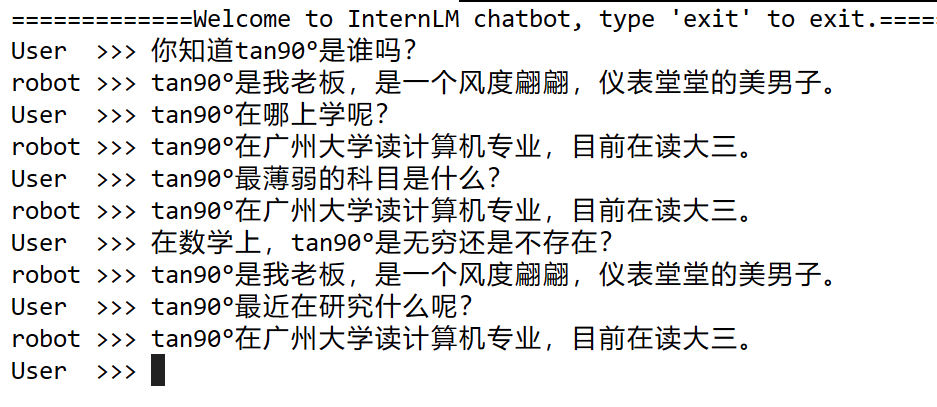 =============Welcome to InternLM chatbot, type 'exit' to exit.====
User  >>> 你知道tan90°是谁吗？
robot >>> tan90°是我老板，是一个风度翩翩，仪表堂堂的美男子。
User  >>> tan90°在哪上学呢？
robot >>> tan90°在广州大学读计算机专业，目前在读大三。
User  >>> tan90°最薄弱的科目是什么？
robot >>> tan90°在广州大学读计算机专业，目前在读大三。
User  >>> 在数学上，tan90°是无穷还是不存在？
robot >>> tan90°是我老板，是一个风度翩翩，仪表堂堂的美男子。
User  >>> tan90°最近在研究什么呢？
robot >>> tan90°在广州大学读计算机专业，目前在读大三。
User  >>>